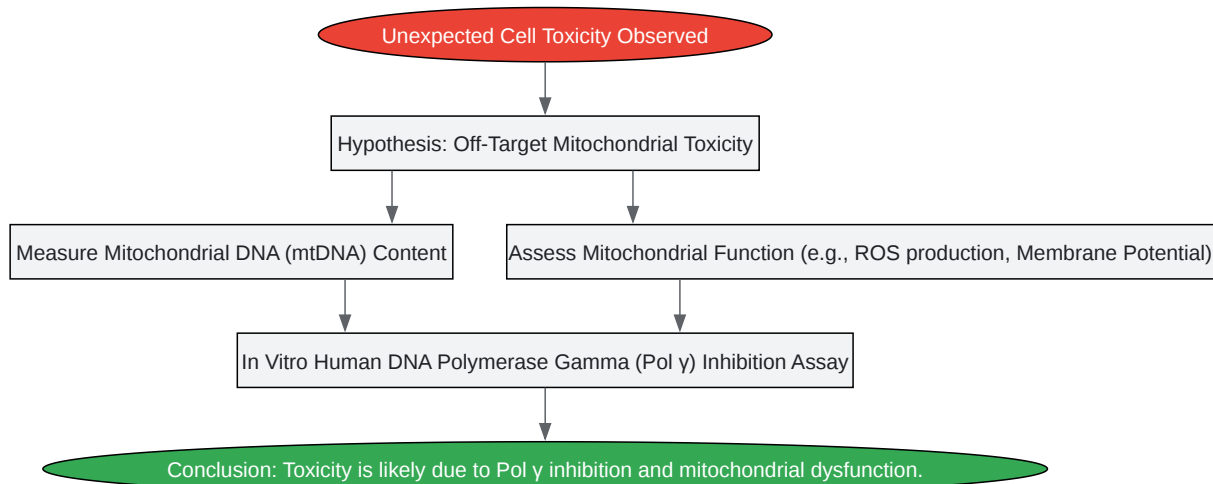 Unexpected Cell Toxicity Observed
Hypothesis: Off-Target Mitochondrial Toxicity
Measure Mitochondrial DNA (mtDNA) Content
Assess Mitochondrial Function (e.g., ROS production, Membrane Potential)
In Vitro Human DNA Polymerase Gamma (Pol γ) Inhibition Assay
Conclusion: Toxicity is likely due to Pol γ inhibition and mitochondrial dysfunction.